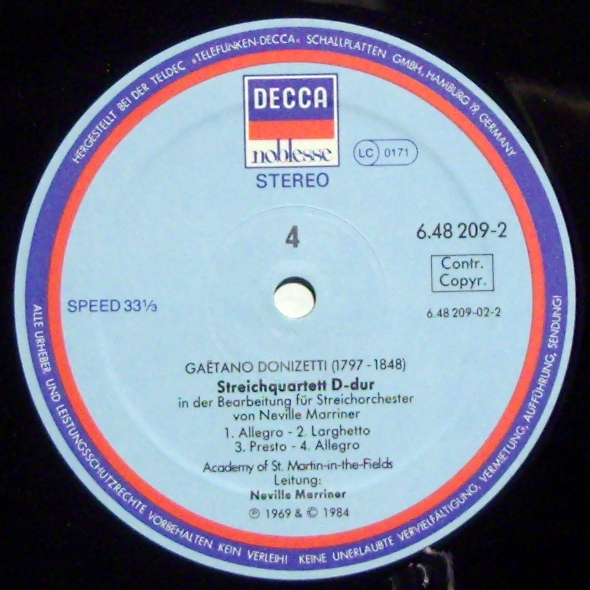 HERGESTELLT BEI DER TELDEC »TELEFUNKEN-DECCA« SCHALLPLATTEN GMBH, HAMBURG 19, GERMANY
DECCA
noblesse
LC 0171
STEREO
4
6.48 209-2
Contr.
Copyr.
SPEED 33⅓
6.48 209-02-2
GAËTANO DONIZETTI (1797 - 1848)
Streichquartett D-dur
in der Bearbeitung für Streichorchester
von Neville Marriner
1. Allegro - 2. Larghetto
3. Presto - 4. Allegro
Academy of St. Martin-in-the-Fields
Leitung:
Neville Marriner
℗ 1969 & © 1984
ALLE URHEBER UND LEISTUNGSSCHUTZRECHTE VORBEHALTEN. KEIN VERLEIH! KEINE UNERLAUBTE VERVIELFÄLTIGUNG, VERMIETUNG, AUFFÜHRUNG, SENDUNG!